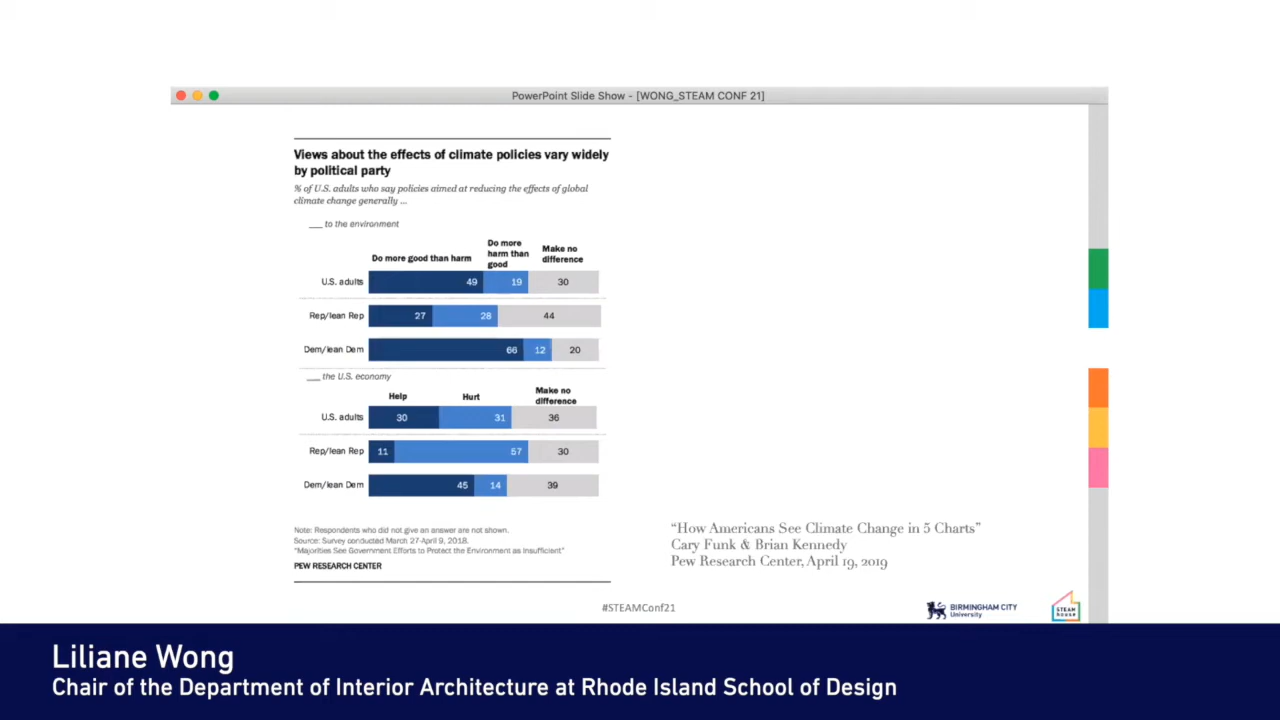 PowerPoint Slide Show - [WONG_STEAM CONF 21]
Views about the effects of climate policies vary widely
by political party
% of U.S. adults who say policies aimed at reducing the effects of global
climate change generally ...
___ to the environment
Do more good than harm
Do more
harm than
good
Make no
difference
U.S. adults 49 19 30
Rep/lean Rep 27 28 44
Dem/lean Dem 66 12 20
___ the U.S. economy
Help Hurt
Make no
difference
U.S. adults 30 31 36
Rep/lean Rep 11 57 30
Dem/lean Dem 45 14 39
Note: Respondents who did not give an answer are not shown.
Source: Survey conducted March 27-April 9, 2018.
"Majorities See Government Efforts to Protect the Environment as Insufficient"
PEW RESEARCH CENTER
“How Americans See Climate Change in 5 Charts”
Cary Funk & Brian Kennedy
Pew Research Center, April 19, 2019
#STEAMConf21
BIRMINGHAM CITY
University
STEAM
house
Liliane Wong
Chair of the Department of Interior Architecture at Rhode Island School of Design